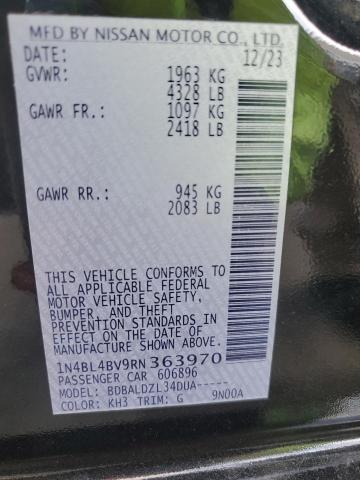 MFD BY NISSAN MOTOR CO., LTD.
DATE: 12/23
GVWR: 1963 KG
4328 LB
GAWR FR: 1097 KG
2418 LB
GAWR RR: 945 KG
2083 LB
THIS VEHICLE CONFORMS TO
ALL APPLICABLE FEDERAL
MOTOR VEHICLE SAFETY,
BUMPER, AND THEFT
PREVENTION STANDARDS IN EFFECT
ON THE DATE OF MANUFACTURE
SHOWN ABOVE.
1N4BL4BV9RN363970
PASSENGER CAR 606896
MODEL: BDBALDZL34DUA-----
COLOR: KH3 TRIM: G 9N00A